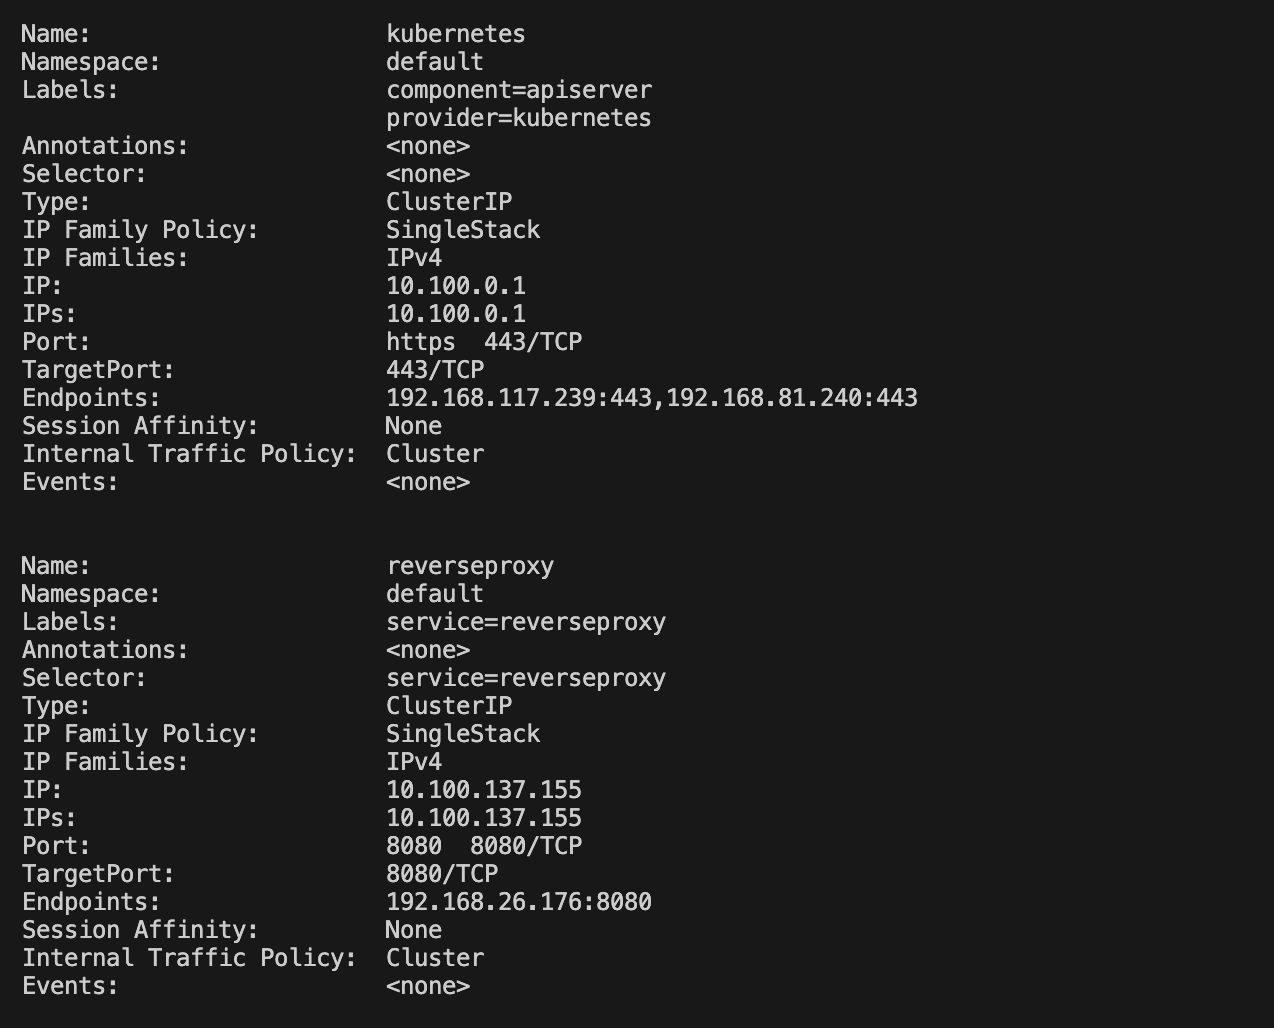 Name:                     kubernetes
Namespace:                default
Labels:                   component=apiserver
                          provider=kubernetes
Annotations:              <none>
Selector:                 <none>
Type:                     ClusterIP
IP Family Policy:         SingleStack
IP Families:              IPv4
IP:                       10.100.0.1
IPs:                      10.100.0.1
Port:                     https  443/TCP
TargetPort:               443/TCP
Endpoints:                192.168.117.239:443,192.168.81.240:443
Session Affinity:         None
Internal Traffic Policy:  Cluster
Events:                   <none>


Name:                     reverseproxy
Namespace:                default
Labels:                   service=reverseproxy
Annotations:              <none>
Selector:                 service=reverseproxy
Type:                     ClusterIP
IP Family Policy:         SingleStack
IP Families:              IPv4
IP:                       10.100.137.155
IPs:                      10.100.137.155
Port:                     8080  8080/TCP
TargetPort:               8080/TCP
Endpoints:                192.168.26.176:8080
Session Affinity:         None
Internal Traffic Policy:  Cluster
Events:                   <none>